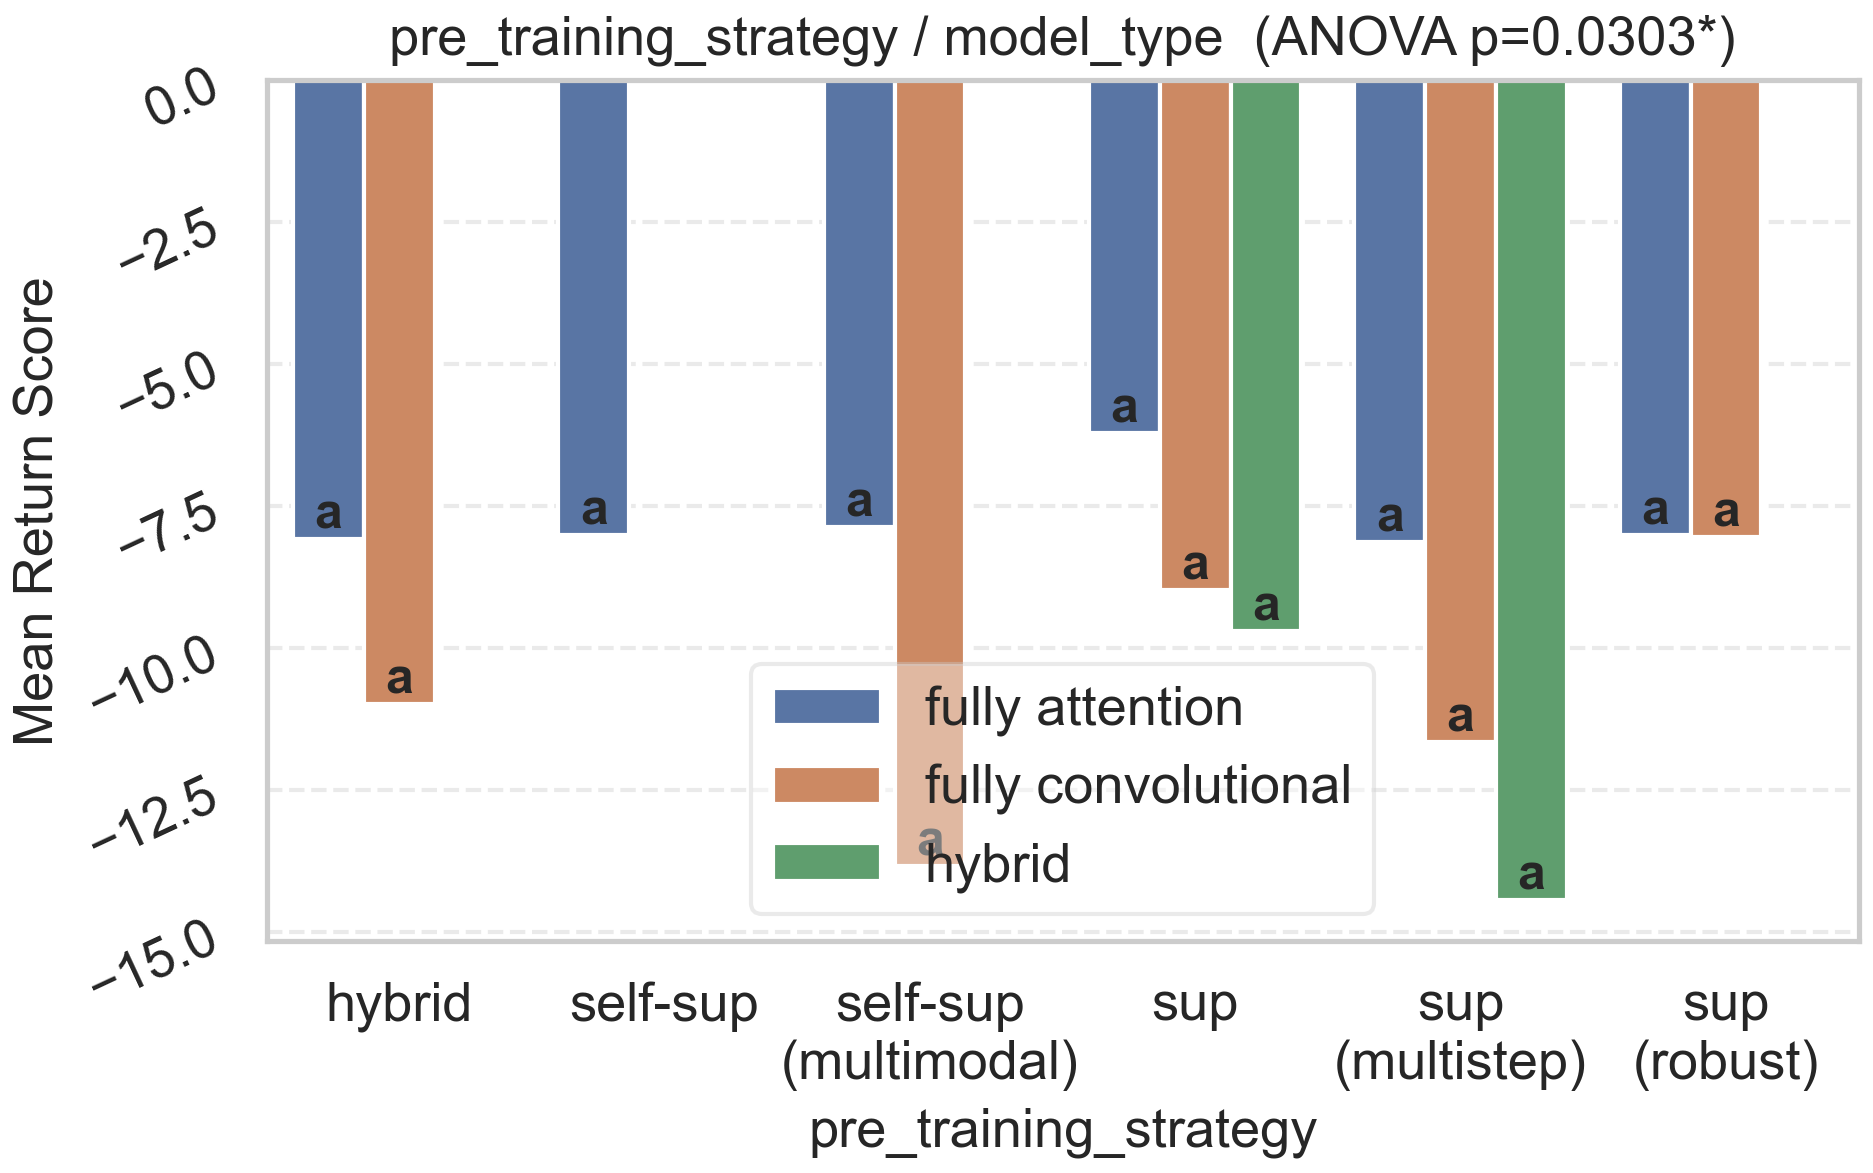 pre_training_strategy / model_type (ANOVA p=0.0303*)
Mean Return Score
0.0
−2.5
−5.0
−7.5
−10.0
−12.5
−15.0
a
a
a
a
a
a
a
a
a
a
a
a
a
fully attention
fully convolutional
hybrid
hybrid
self-sup
self-sup
(multimodal)
sup
sup
(multistep)
sup
(robust)
pre_training_strategy